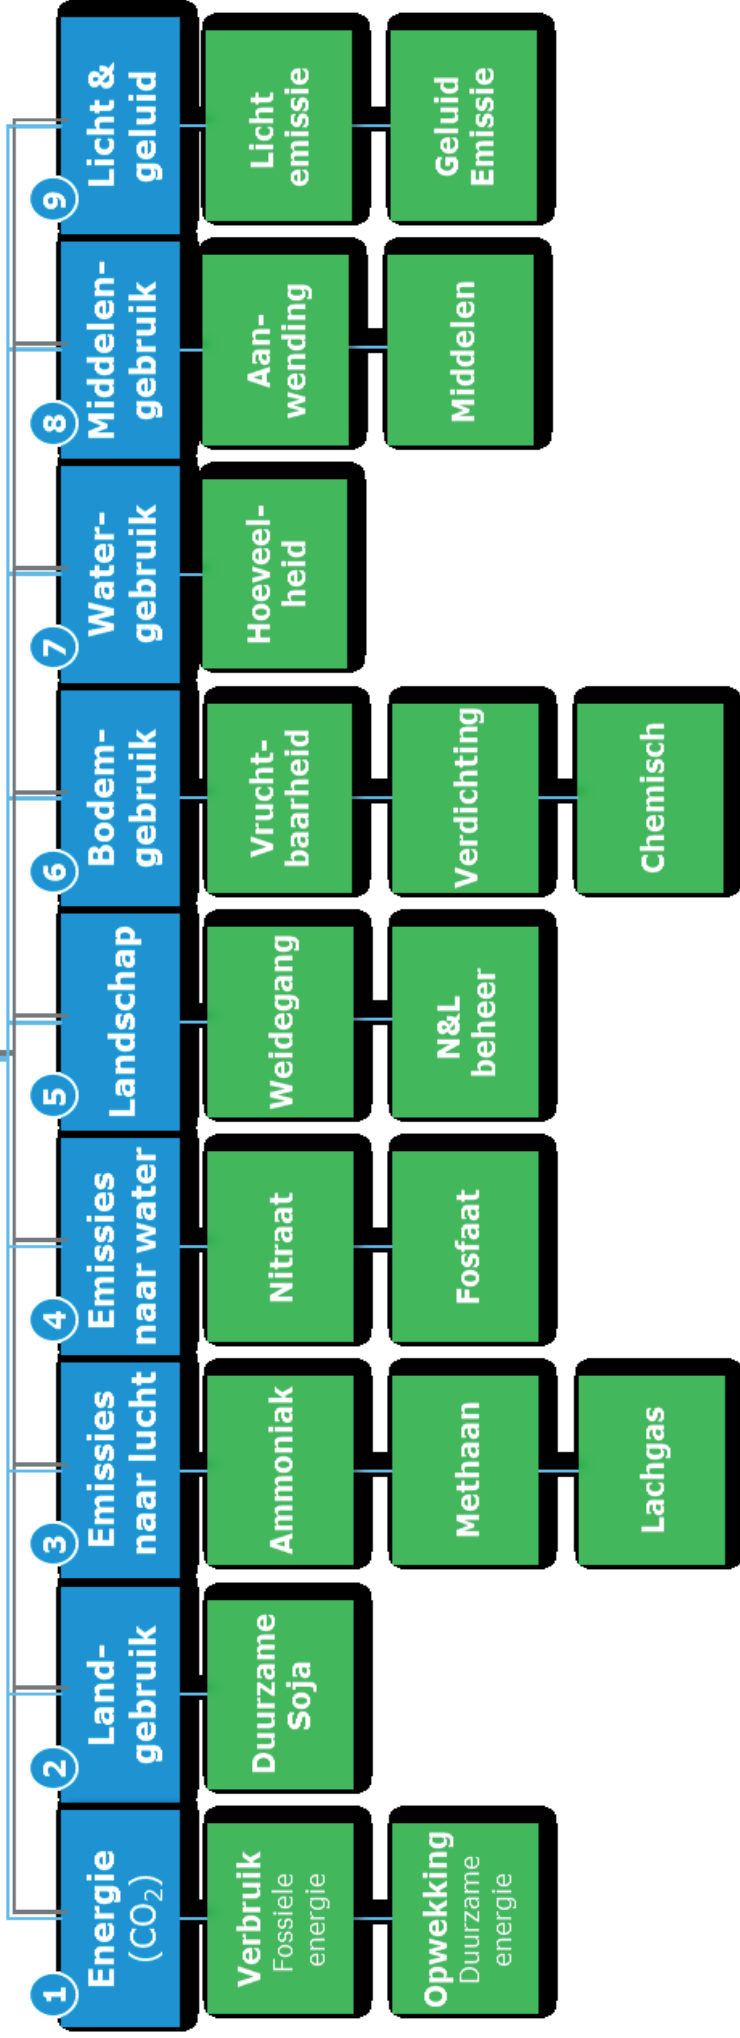 1
Energie
(CO₂)
Verbruik
Fossiele
energie
Opwekking
Duurzame
energie
2
Land-
gebruik
Duurzame
Soja
3
Emissies
naar lucht
Ammoniak
Methaan
Lachgas
4
Emissies
naar water
Nitraat
Fosfaat
5
Landschap
Weidegang
N&L
beheer
6
Bodem-
gebruik
Vrucht-
baarheid
Verdichting
Chemisch
7
Water-
gebruik
Hoeveel-
heid
8
Middelen-
gebruik
Aan-
wending
Middelen
9
Licht &
geluid
Licht
emissie
Geluid
Emissie